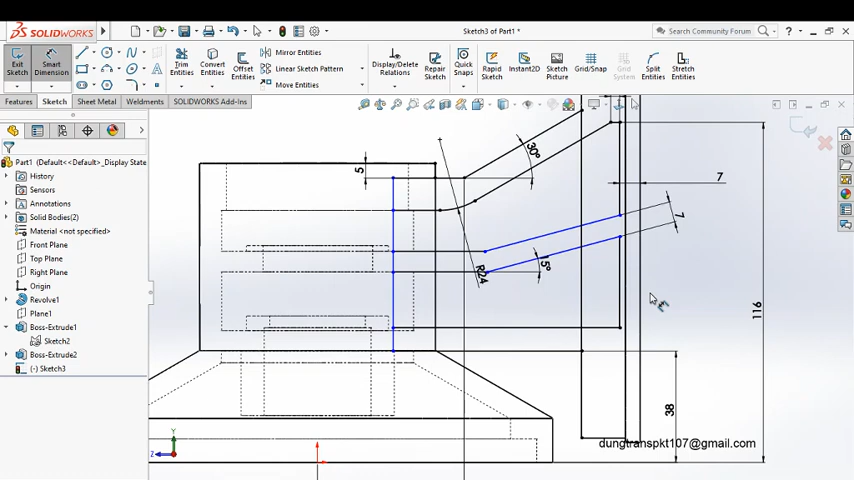 SOLIDWORKS
Sketch3 of Part1 *
Search Community Forum
Exit Sketch
Smart Dimension
Trim Entities
Convert Entities
Offset Entities
Mirror Entities
Linear Sketch Pattern
Move Entities
Display/Delete Relations
Repair Sketch
Quick Snaps
Rapid Sketch
Instant2D
Sketch Picture
Grid/Snap
Grid System
Split Entities
Stretch Entities
Features
Sketch
Sheet Metal
Weldments
SOLIDWORKS Add-Ins
Part1 (Default<<Default>_Display State
History
Sensors
Annotations
Solid Bodies(2)
Material <not specified>
Front Plane
Top Plane
Right Plane
Origin
Plane1
Revolve1
Boss-Extrude1
Sketch2
Boss-Extrude2
(-) Sketch3
5
30°
7
7
R24
5°
116
38
Y
Z
dungtranspkt107@gmail.com